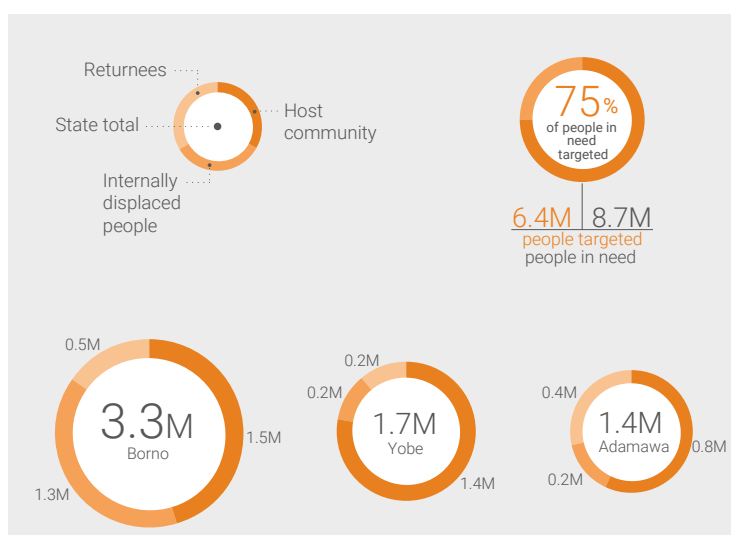 Returnees
State total
Host
community
Internally
displaced
people
75%
of people in
need
targeted
6.4M 8.7M
people targeted
people in need
0.5M
3.3M
Borno
1.5M
1.3M
0.2M
0.2M
1.7M
Yobe
1.4M
0.4M
1.4M
Adamawa
0.8M
0.2M